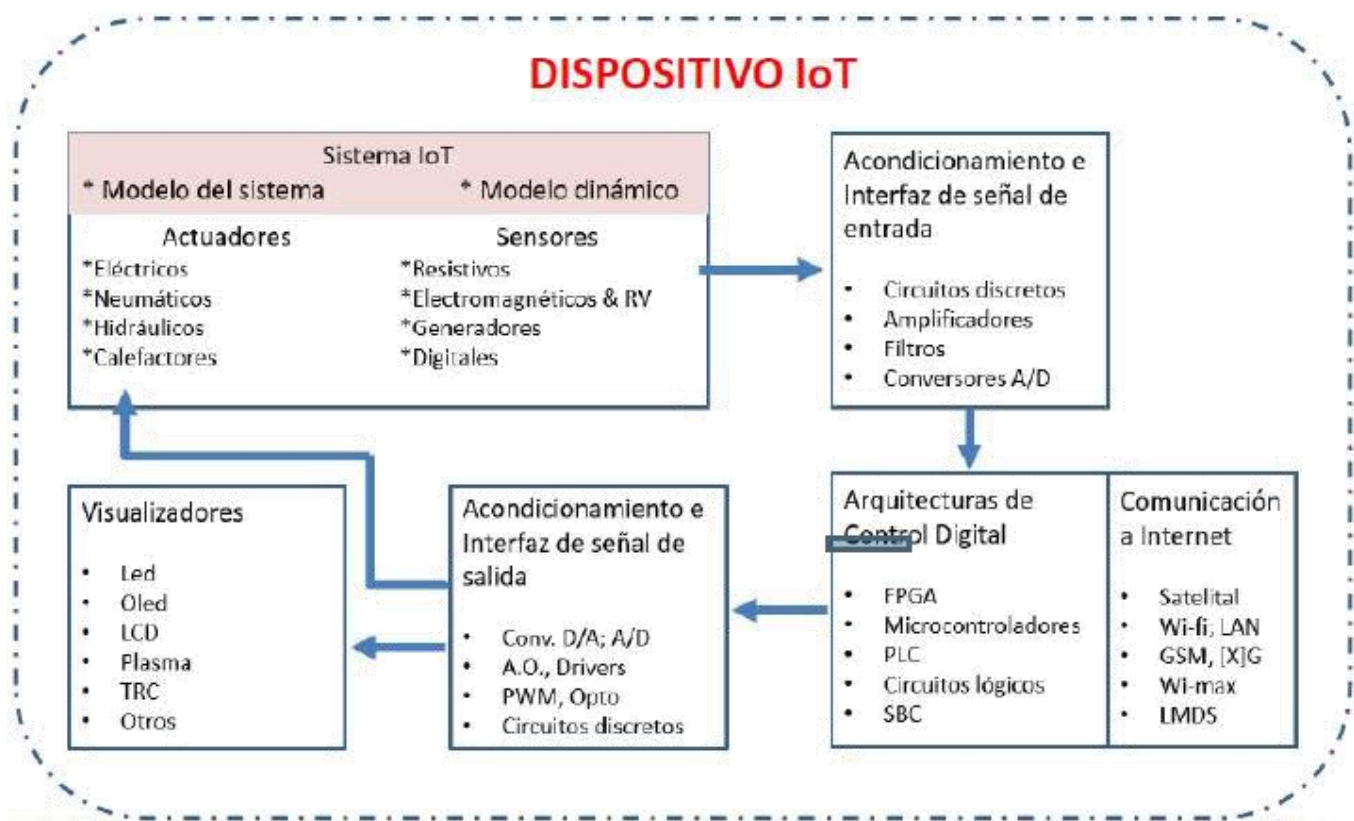 DISPOSITIVO IoT
Sistema IoT
* Modelo del sistema
* Modelo dinámico
Actuadores
*Eléctricos
*Neumáticos
*Hidráulicos
*Calefactores
Sensores
*Resistivos
*Electromagnéticos & RV
*Generadores
*Digitales
Acondicionamiento e
Interfaz de señal de
entrada
• Circuitos discretos
• Amplificadores
• Filtros
• Conversores A/D
Visualizadores
• Led
• Oled
• LCD
• Plasma
• TRC
• Otros
Acondicionamiento e
Interfaz de señal de
salida
• Conv. D/A; A/D
• A.O., Drivers
• PWM, Opto
• Circuitos discretos
Arquitecturas de
Control Digital
• FPGA
• Microcontroladores
• PLC
• Circuitos lógicos
• SBC
Comunicación
a Internet
• Satelital
• Wi-fi; LAN
• GSM, [X]G
• Wi-max
• LMDS